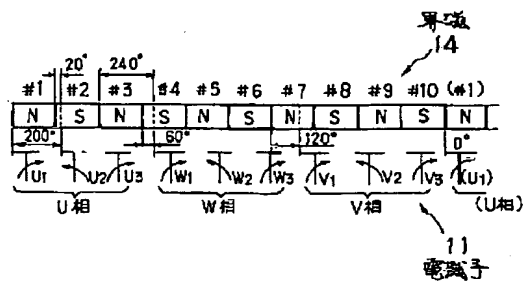 界磁
14
20° 240°
#1 #2 #3 #4 #5 #6 #7 #8 #9 #10 (#1)
N S N S N S N S N S N
200° 60° 120° 0°
U1 U2 U3 W1 W2 W3 V1 V2 V3 (U1)
U相 W相 V相 (U相)
11
電機子